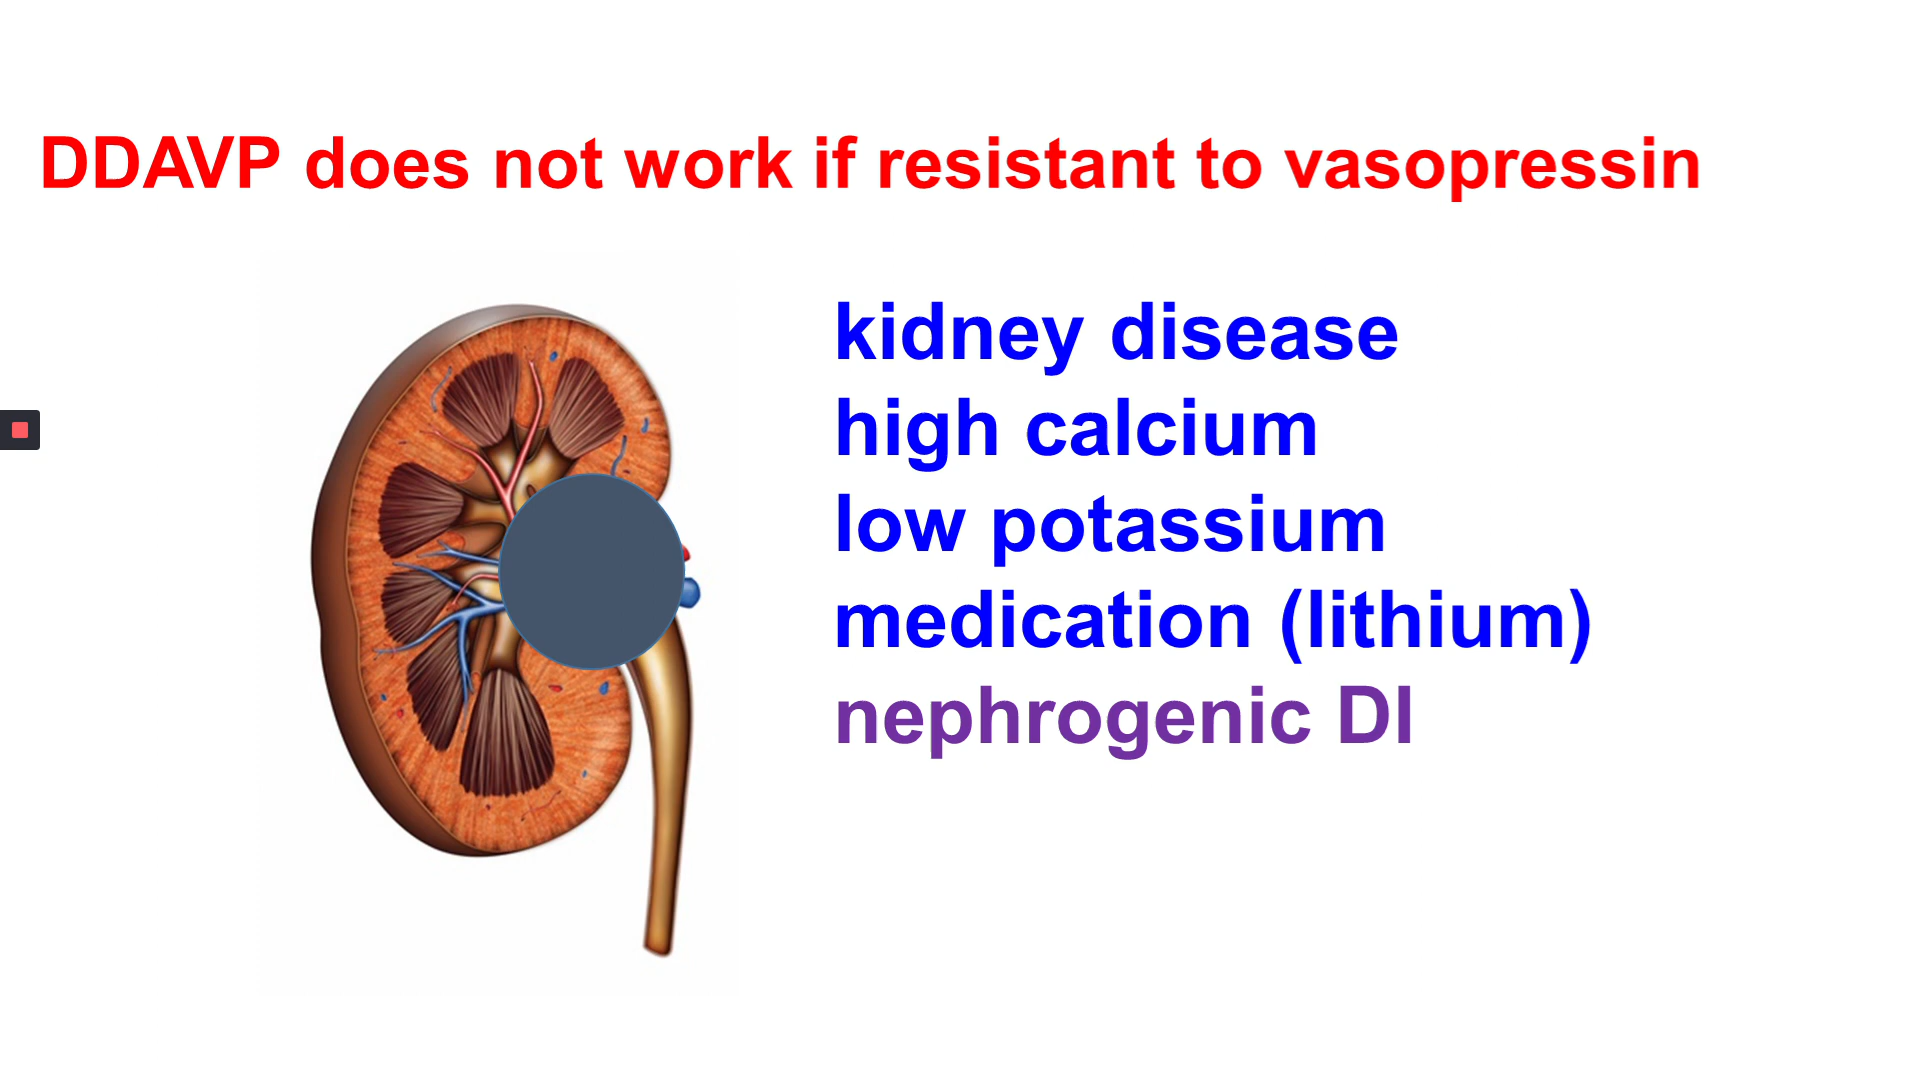 DDAVP does not work if resistant to vasopressin
kidney disease
high calcium
low potassium
medication (lithium)
nephrogenic DI